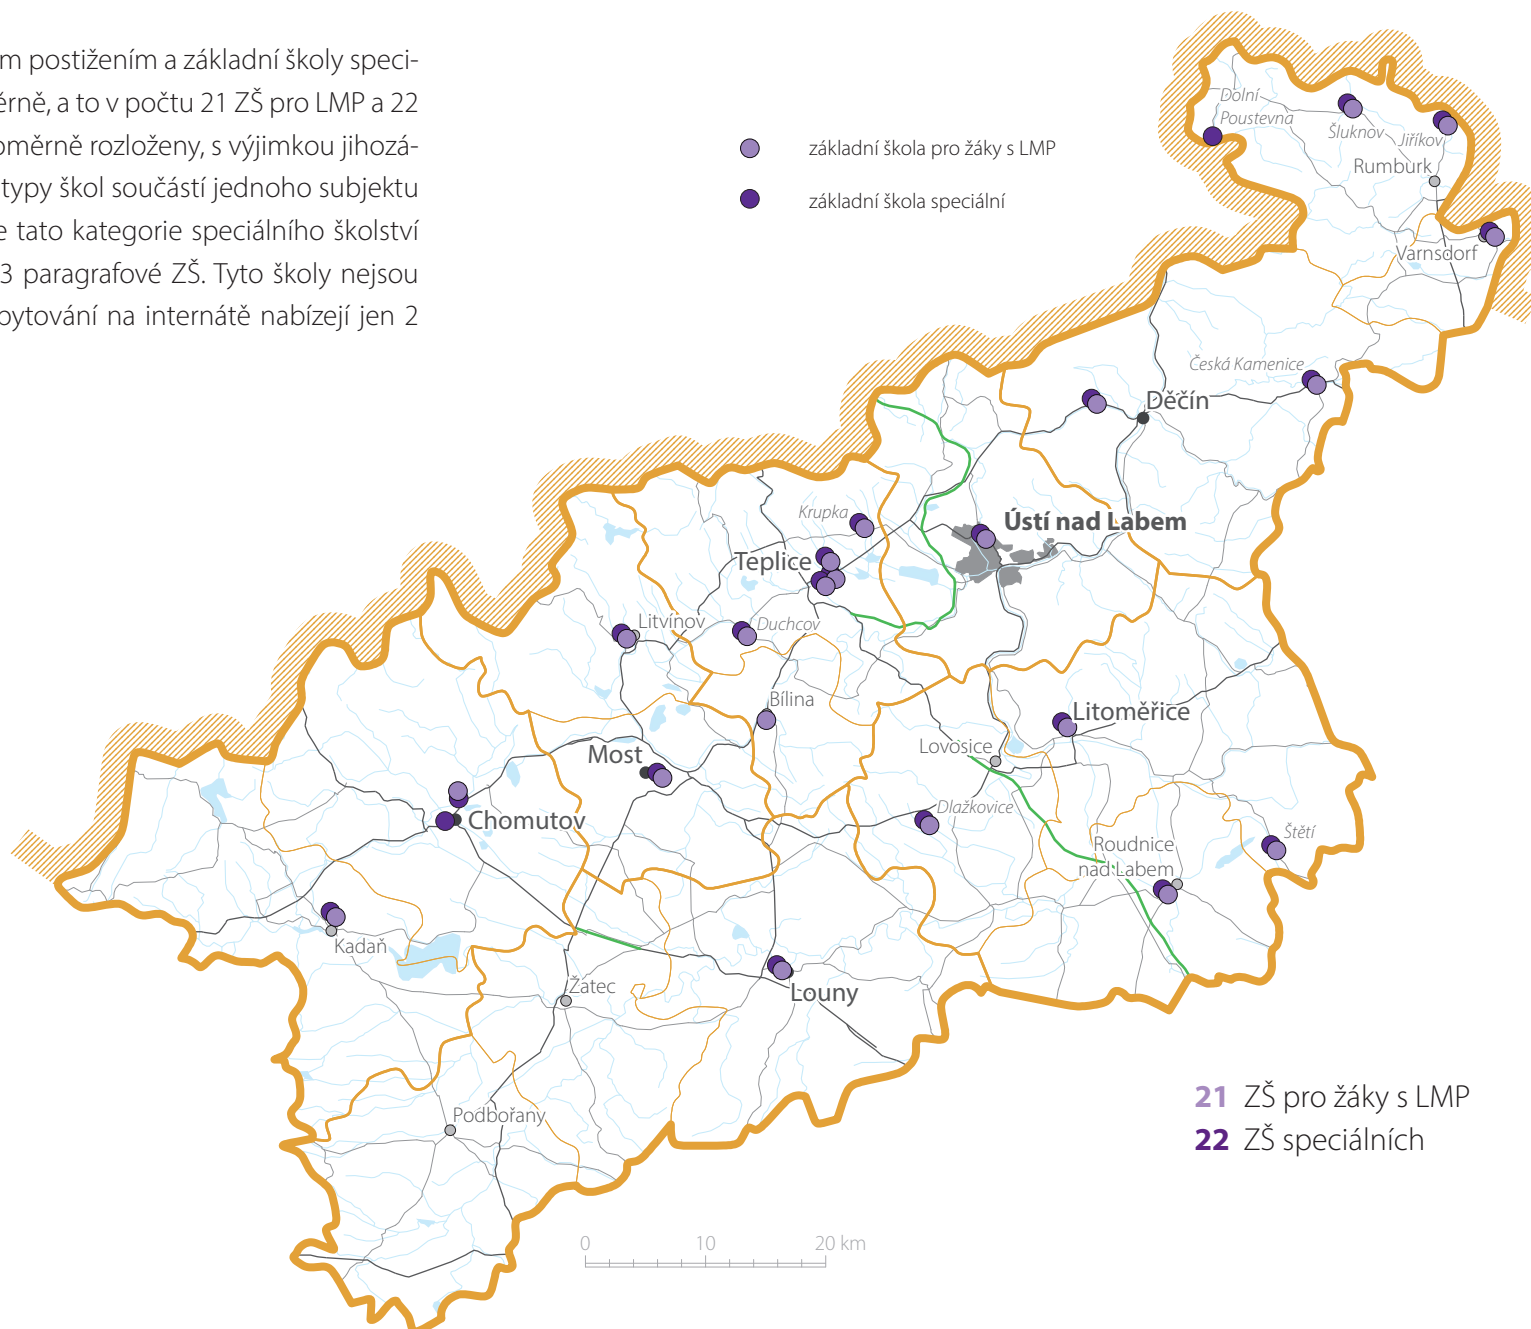 m postižením a základní školy speci-
ěrně, a to v počtu 21 ZŠ pro LMP a 22
oměrně rozloženy, s výjimkou jihozá-
typy škol součástí jednoho subjektu
e tato kategorie speciálního školství
3 paragrafové ZŠ. Tyto školy nejsou
bytování na internátě nabízejí jen 2
základní škola pro žáky s LMP
základní škola speciální
Dolní
Poustevna
Šluknov
Jiříkov
Rumburk
Varnsdorf
Česká Kamenice
Děčín
Krupka
Ústí nad Labem
Teplice
Litvínov
Duchcov
Bílina
Litoměřice
Lovosice
Most
Chomutov
Dlažkovice
Štětí
Roudnice
nad Labem
Kadaň
Žatec
Louny
Podbořany
21 ZŠ pro žáky s LMP
22 ZŠ speciálních
0 10 20 km